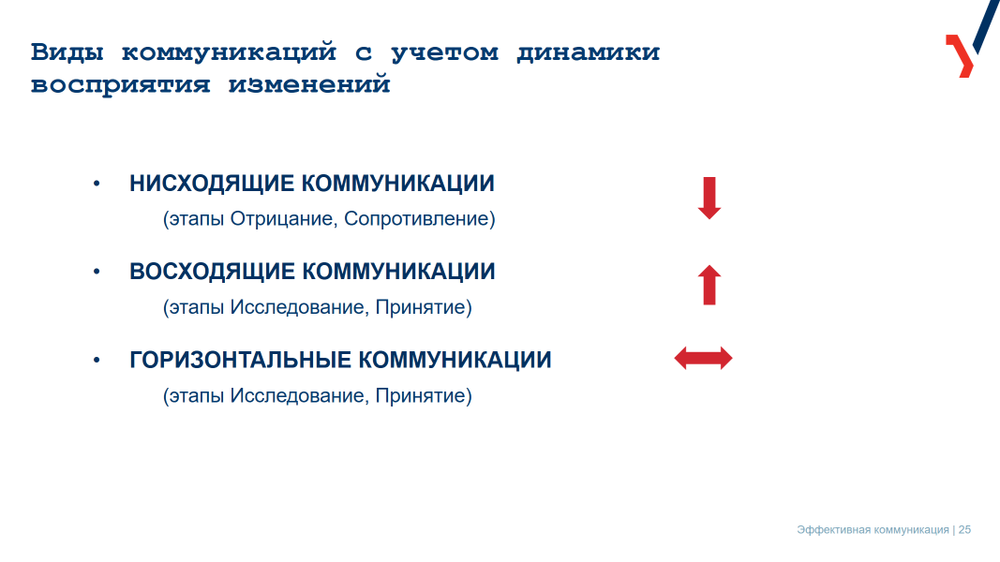 Виды коммуникаций с учетом динамики
восприятия изменений
• НИСХОДЯЩИЕ КОММУНИКАЦИИ
(этапы Отрицание, Сопротивление)
• ВОСХОДЯЩИЕ КОММУНИКАЦИИ
(этапы Исследование, Принятие)
• ГОРИЗОНТАЛЬНЫЕ КОММУНИКАЦИИ
(этапы Исследование, Принятие)
Эффективная коммуникация | 25